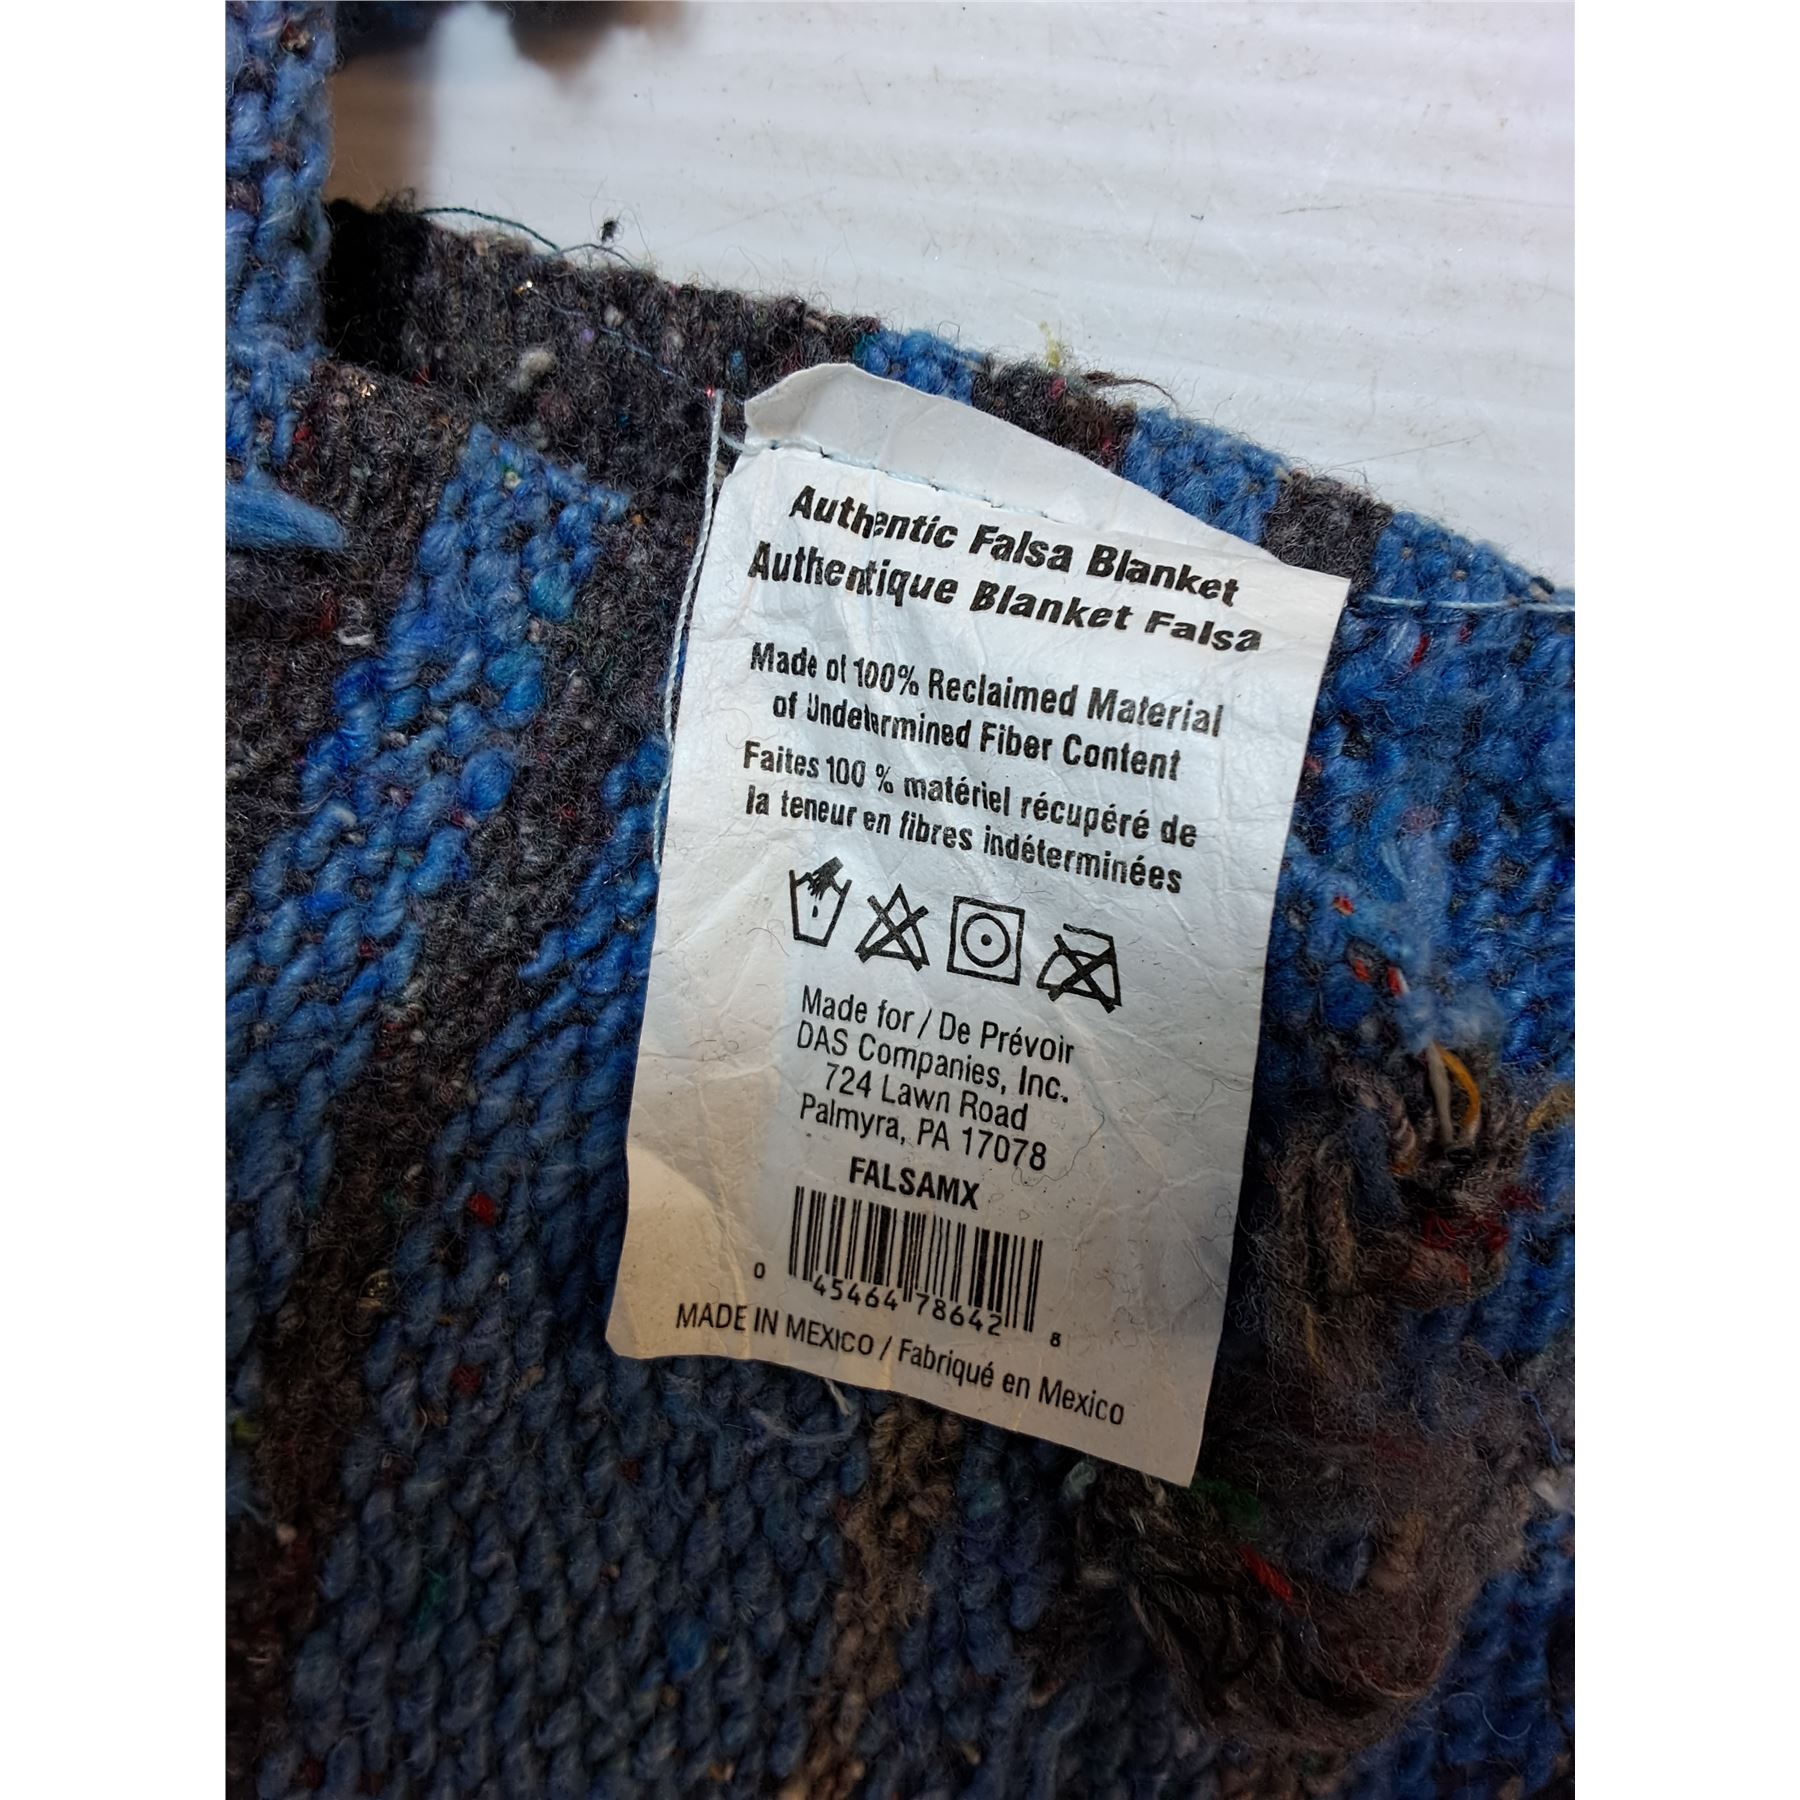 Authentic Falsa Blanket
Authentique Blanket Falsa
Made of 100% Reclaimed Material
of Undetermined Fiber Content
Faites 100 % matériel récupéré de
la teneur en fibres indéterminées
Made for / De Prévoir
DAS Companies, Inc.
724 Lawn Road
Palmyra, PA 17078
FALSAMX
0 45464 78642 8
MADE IN MEXICO / Fabriqué en Mexico